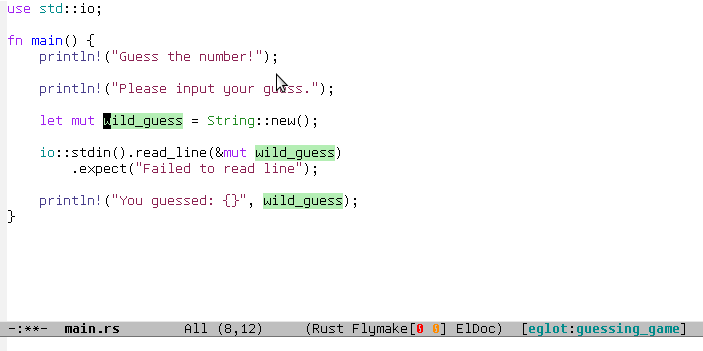 use std::io;
fn main() {
println!("Guess the number!");
println!("Please input your guess.");
let mut wild_guess = String::new();
io::stdin().read_line(&mut wild_guess)
.expect("Failed to read line");
println!("You guessed: {}", wild_guess);
}
-:**- main.rs All (8,12) (Rust Flymake[0 0] ElDoc) [eglot:guessing_game]